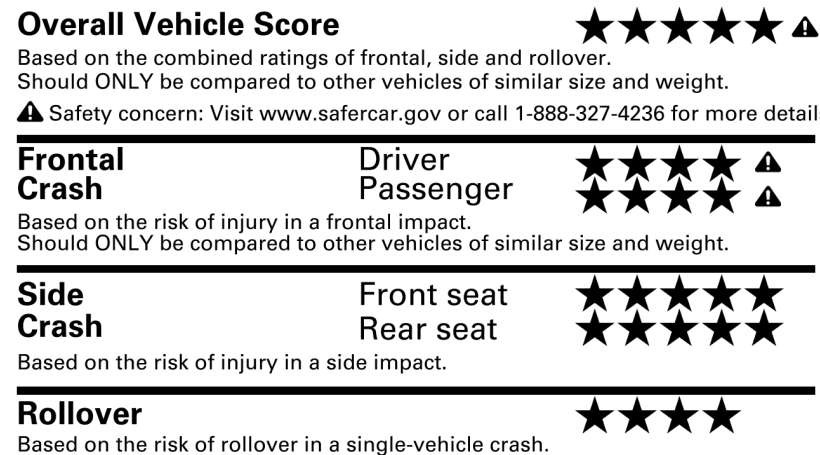 Overall Vehicle Score ★★★★★ ⚠
Based on the combined ratings of frontal, side and rollover.
Should ONLY be compared to other vehicles of similar size and weight.
⚠ Safety concern: Visit www.safercar.gov or call 1-888-327-4236 for more detail
Frontal Driver ★★★★ ⚠
Crash Passenger ★★★★ ⚠
Based on the risk of injury in a frontal impact.
Should ONLY be compared to other vehicles of similar size and weight.
Side Front seat ★★★★★
Crash Rear seat ★★★★★
Based on the risk of injury in a side impact.
Rollover ★★★★
Based on the risk of rollover in a single-vehicle crash.